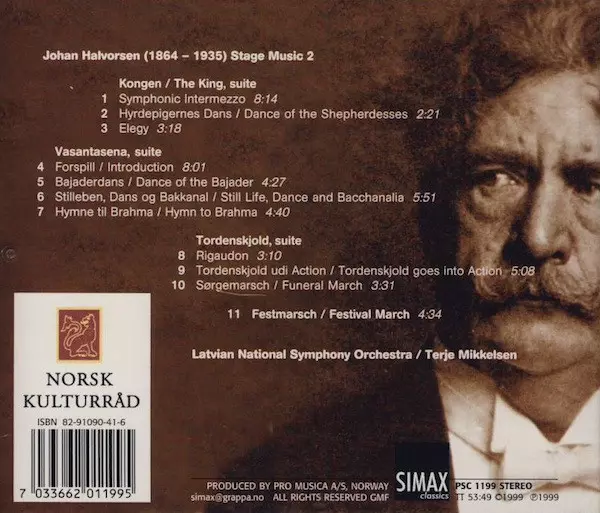 Johan Halvorsen (1864 – 1935) Stage Music 2
Kongen / The King, suite
1 Symphonic Intermezzo 8:14
2 Hyrdepigernes Dans / Dance of the Shepherdesses 2:21
3 Elegy 3:18
Vasantasena, suite
4 Forspill / Introduction 8:01
5 Bajaderdans / Dance of the Bajader 4:27
6 Stilleben, Dans og Bakkanal / Still Life, Dance and Bacchanalia 5:51
7 Hymne til Brahma / Hymn to Brahma 4:40
Tordenskjold, suite
8 Rigaudon 3:10
9 Tordenskjold udi Action / Tordenskjold goes into Action 5:08
10 Sørgemarsch / Funeral March 3:31
11 Festmarsch / Festival March 4:34
Latvian National Symphony Orchestra / Terje Mikkelsen
NORSK
KULTURRÅD
ISBN 82-91090-41-6
7 033662 011995
PRODUCED BY PRO MUSICA A/S, NORWAY
simax@grappa.no ALL RIGHTS RESERVED GMF
SIMAX
classics
PSC 1199 STEREO
TT 53:49 ©1999 ℗1999